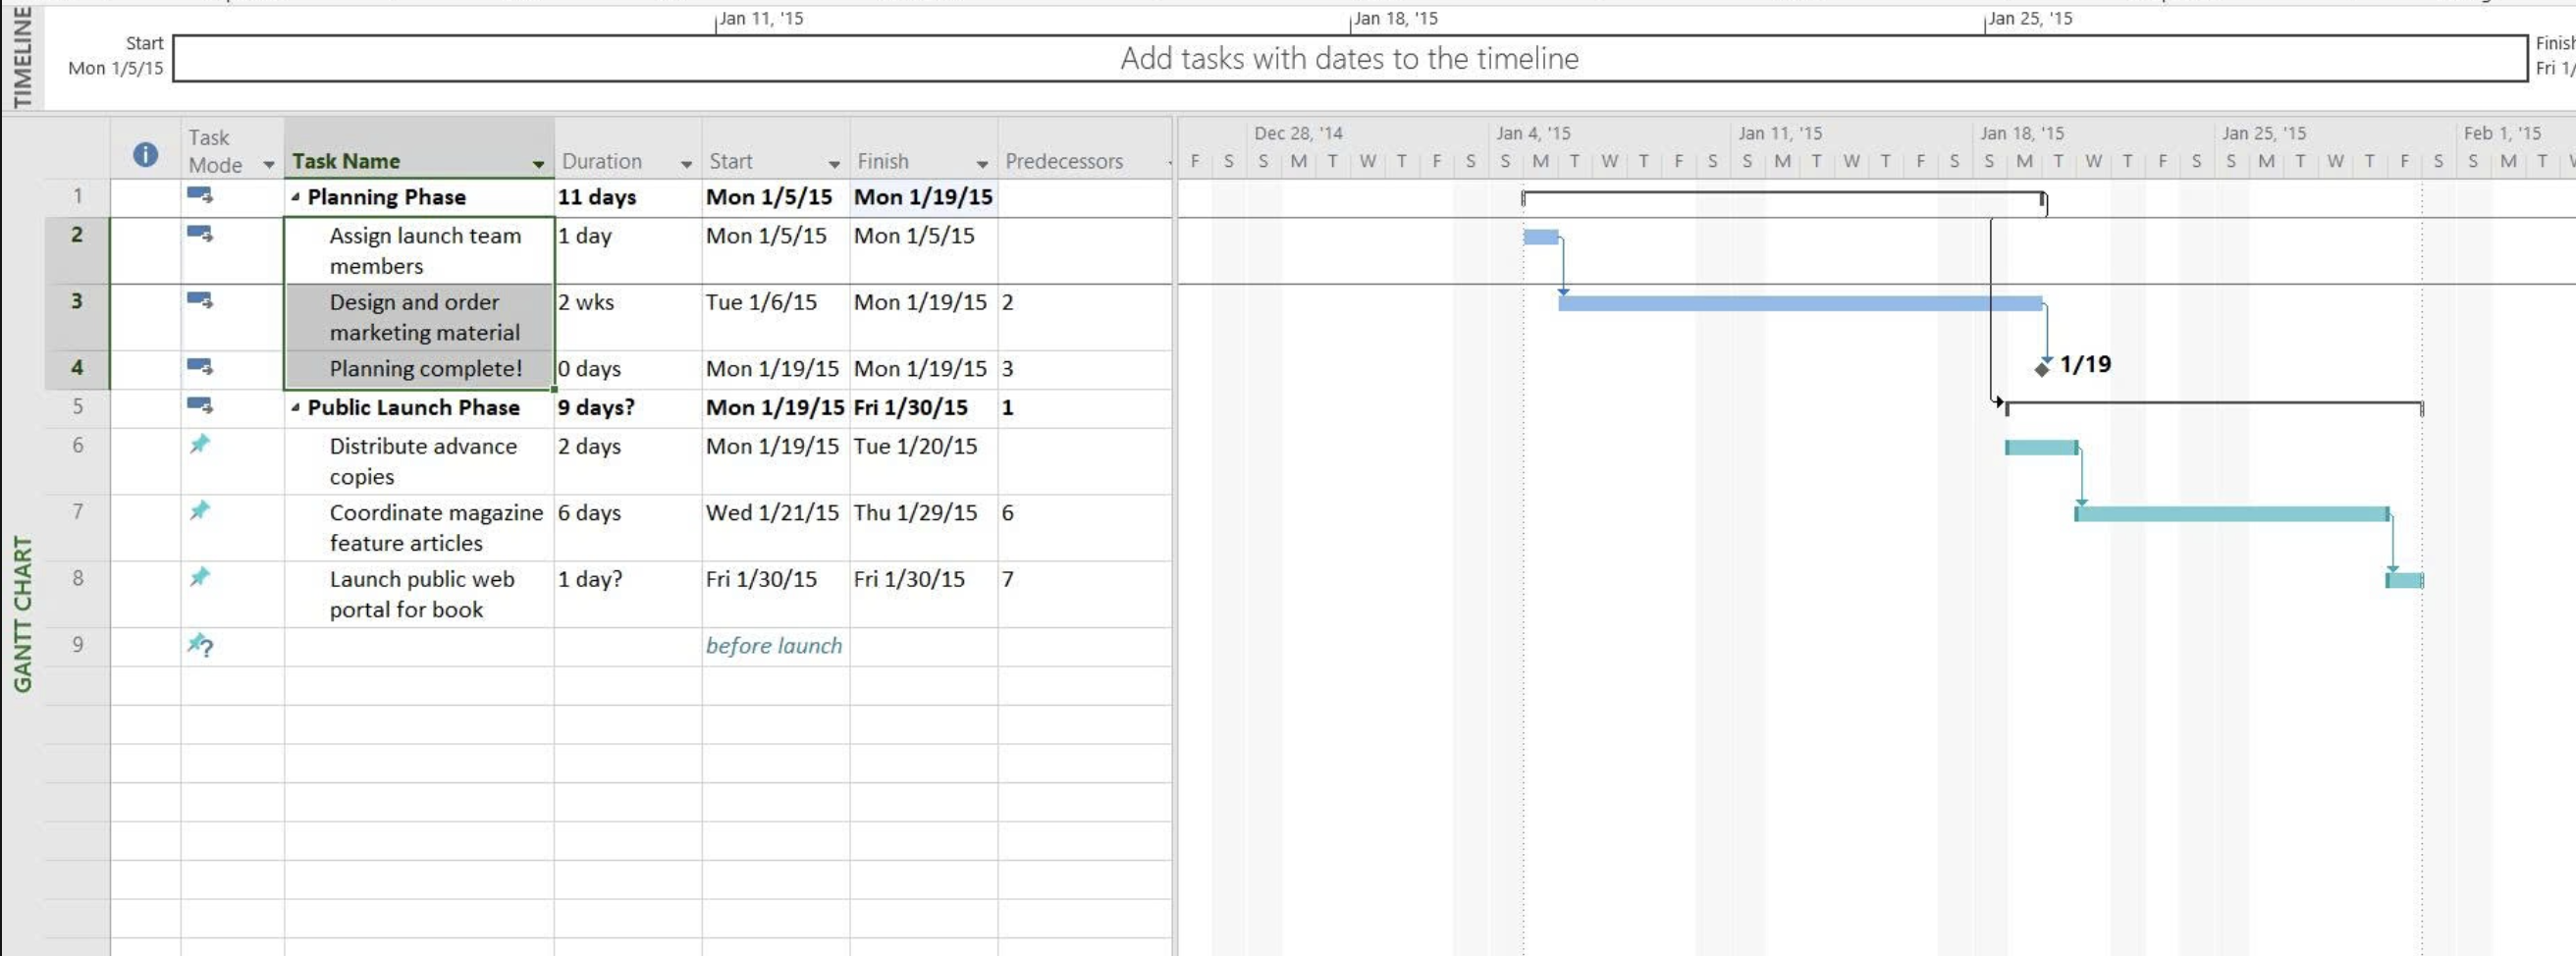 TIMELINE
Jan 11, '15
Jan 18, '15
Jan 25, '15
Start
Mon 1/5/15
Add tasks with dates to the timeline
Finish
Fri 1/
GANTT CHART
Task Mode
Task Name
Duration
Start
Finish
Predecessors
Dec 28, '14
Jan 4, '15
Jan 11, '15
Jan 18, '15
Jan 25, '15
Feb 1, '15
F S S M T W T F S S M T W T F S S M T W T F S S M T W T F S S M T W T F S S M T
1 Planning Phase 11 days Mon 1/5/15 Mon 1/19/15
2 Assign launch team 1 day Mon 1/5/15 Mon 1/5/15
members
3 Design and order 2 wks Tue 1/6/15 Mon 1/19/15 2
marketing material
4 Planning complete! 0 days Mon 1/19/15 Mon 1/19/15 3
1/19
5 Public Launch Phase 9 days? Mon 1/19/15 Fri 1/30/15 1
6 Distribute advance 2 days Mon 1/19/15 Tue 1/20/15
copies
7 Coordinate magazine 6 days Wed 1/21/15 Thu 1/29/15 6
feature articles
8 Launch public web 1 day? Fri 1/30/15 Fri 1/30/15 7
portal for book
9 before launch